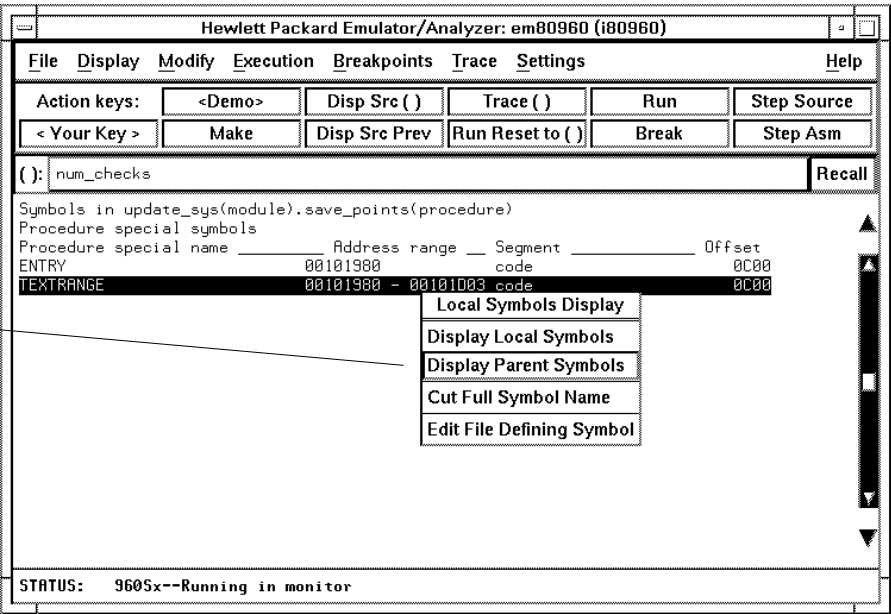 Hewlett Packard Emulator/Analyzer: em80960 (i80960)
File Display Modify Execution Breakpoints Trace Settings Help
Action keys: <Demo> Disp Src ( ) Trace ( ) Run Step Source
< Your Key > Make Disp Src Prev Run Reset to ( ) Break Step Asm
( ): num_checks Recall
Symbols in update_sys(module).save_points(procedure)
Procedure special symbols
Procedure special name _________ Address range __ Segment _____________ Offset
ENTRY 00101980 code 0C00
TEXTRANGE 00101980 - 00101D03 code 0C00
Local Symbols Display
Display Local Symbols
Display Parent Symbols
Cut Full Symbol Name
Edit File Defining Symbol
STATUS: 960Sx--Running in monitor